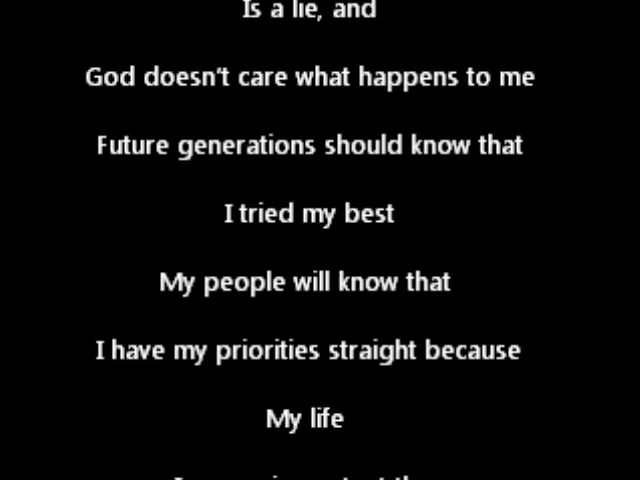 Is a lie, and
God doesn't care what happens to me
Future generations should know that
I tried my best
My people will know that
I have my priorities straight because
My life